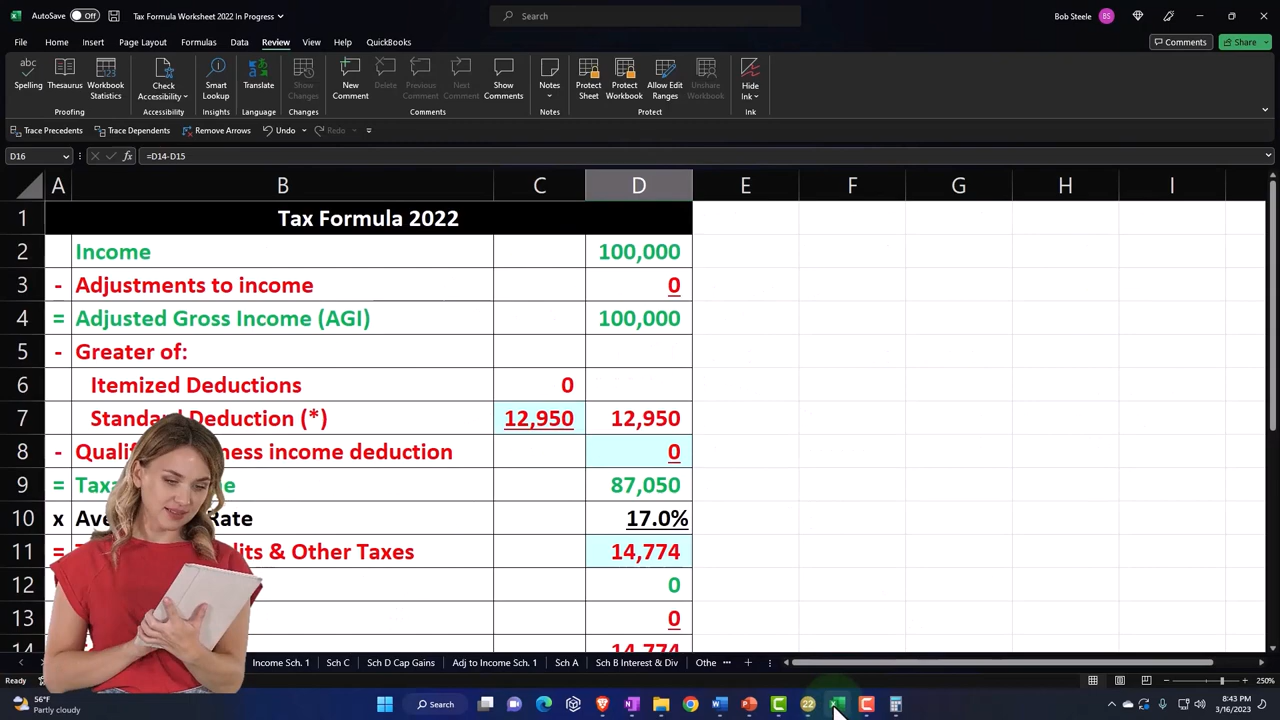 AutoSave Off Tax Formula Worksheet 2022 In Progress Search Bob Steele BS
File Home Insert Page Layout Formulas Data Review View Help QuickBooks Comments Share
Spelling Thesaurus Workbook Statistics Check Accessibility Smart Lookup Translate Show Changes New Comment Delete Previous Comment Next Comment Show Comments Notes Protect Sheet Protect Workbook Allow Edit Ranges Unshare Workbook Hide Ink
Proofing Accessibility Insights Language Changes Comments Notes Protect Ink
Trace Precedents Trace Dependents Remove Arrows Undo Redo
D16 fx =D14-D15
A B C D E F G H I
1 Tax Formula 2022
2 Income 100,000
3 - Adjustments to income 0
4 = Adjusted Gross Income (AGI) 100,000
5 - Greater of:
6 Itemized Deductions 0
7 Deduction (*) 12,950 12,950
8 - income deduction 0
9 = 87,050
10 x Rate 17.0%
11 = & Other Taxes 14,774
12 0
13 0
14,774
Income Sch. 1 Sch C Sch D Cap Gains Adj to Income Sch. 1 Sch A Sch B Interest & Div Othe
250%
56°F
Partly cloudy
Search
22
8:43 PM
3/16/2023